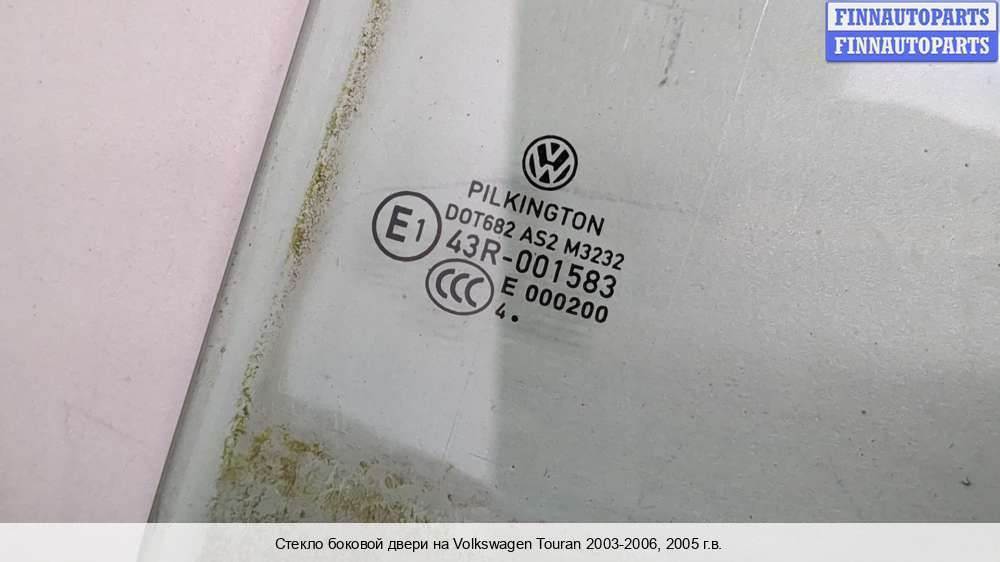 FINNAUTOPARTS
FINNAUTOPARTS
VW
PILKINGTON
DOT682 AS2 M3232
E1 43R-001583
CCC E 000200
4.
Стекло боковой двери на Volkswagen Touran 2003-2006, 2005 г.в.